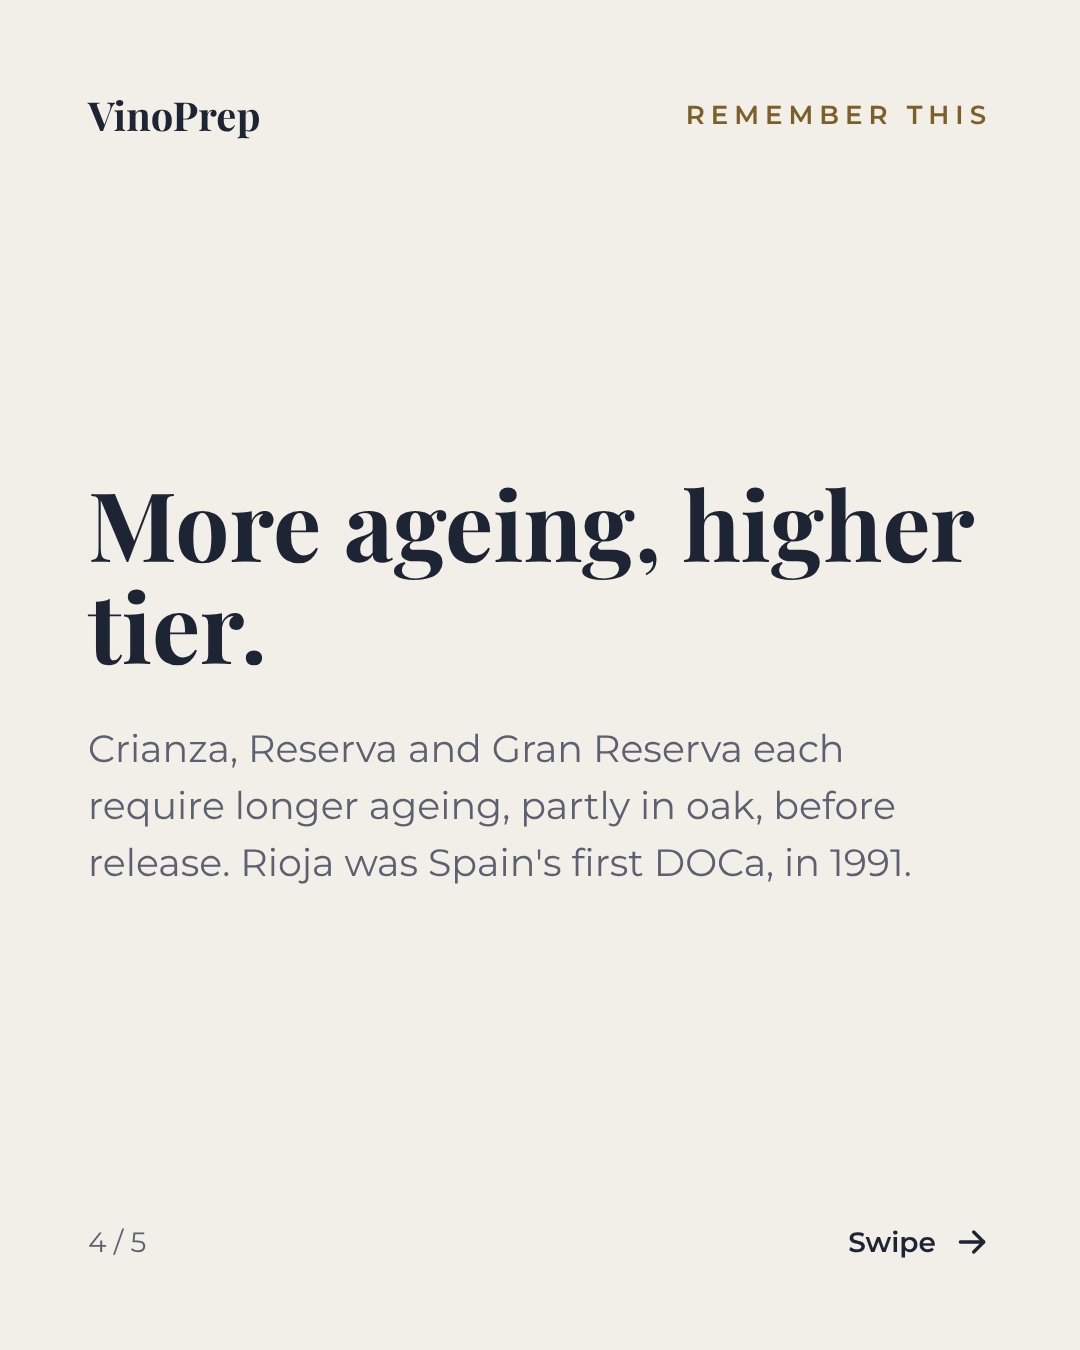 VinoPrep
REMEMBER THIS
More ageing, higher
tier.
Crianza, Reserva and Gran Reserva each
require longer ageing, partly in oak, before
release. Rioja was Spain's first DOCa, in 1991.
4 / 5
Swipe →